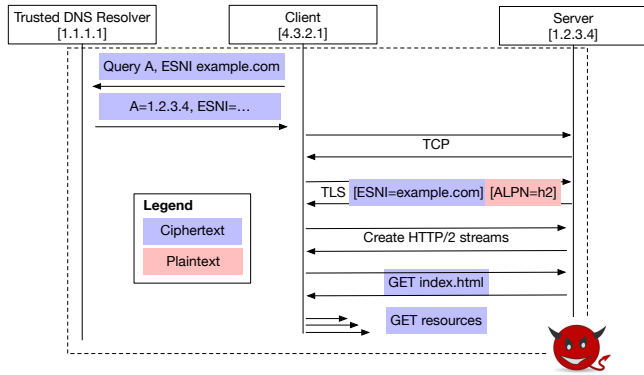 Trusted DNS Resolver
[1.1.1.1]
Client
[4.3.2.1]
Server
[1.2.3.4]
Query A, ESNI example.com
A=1.2.3.4, ESNI=…
TCP
TLS [ESNI=example.com] [ALPN=h2]
Legend
Ciphertext
Plaintext
Create HTTP/2 streams
GET index.html
GET resources